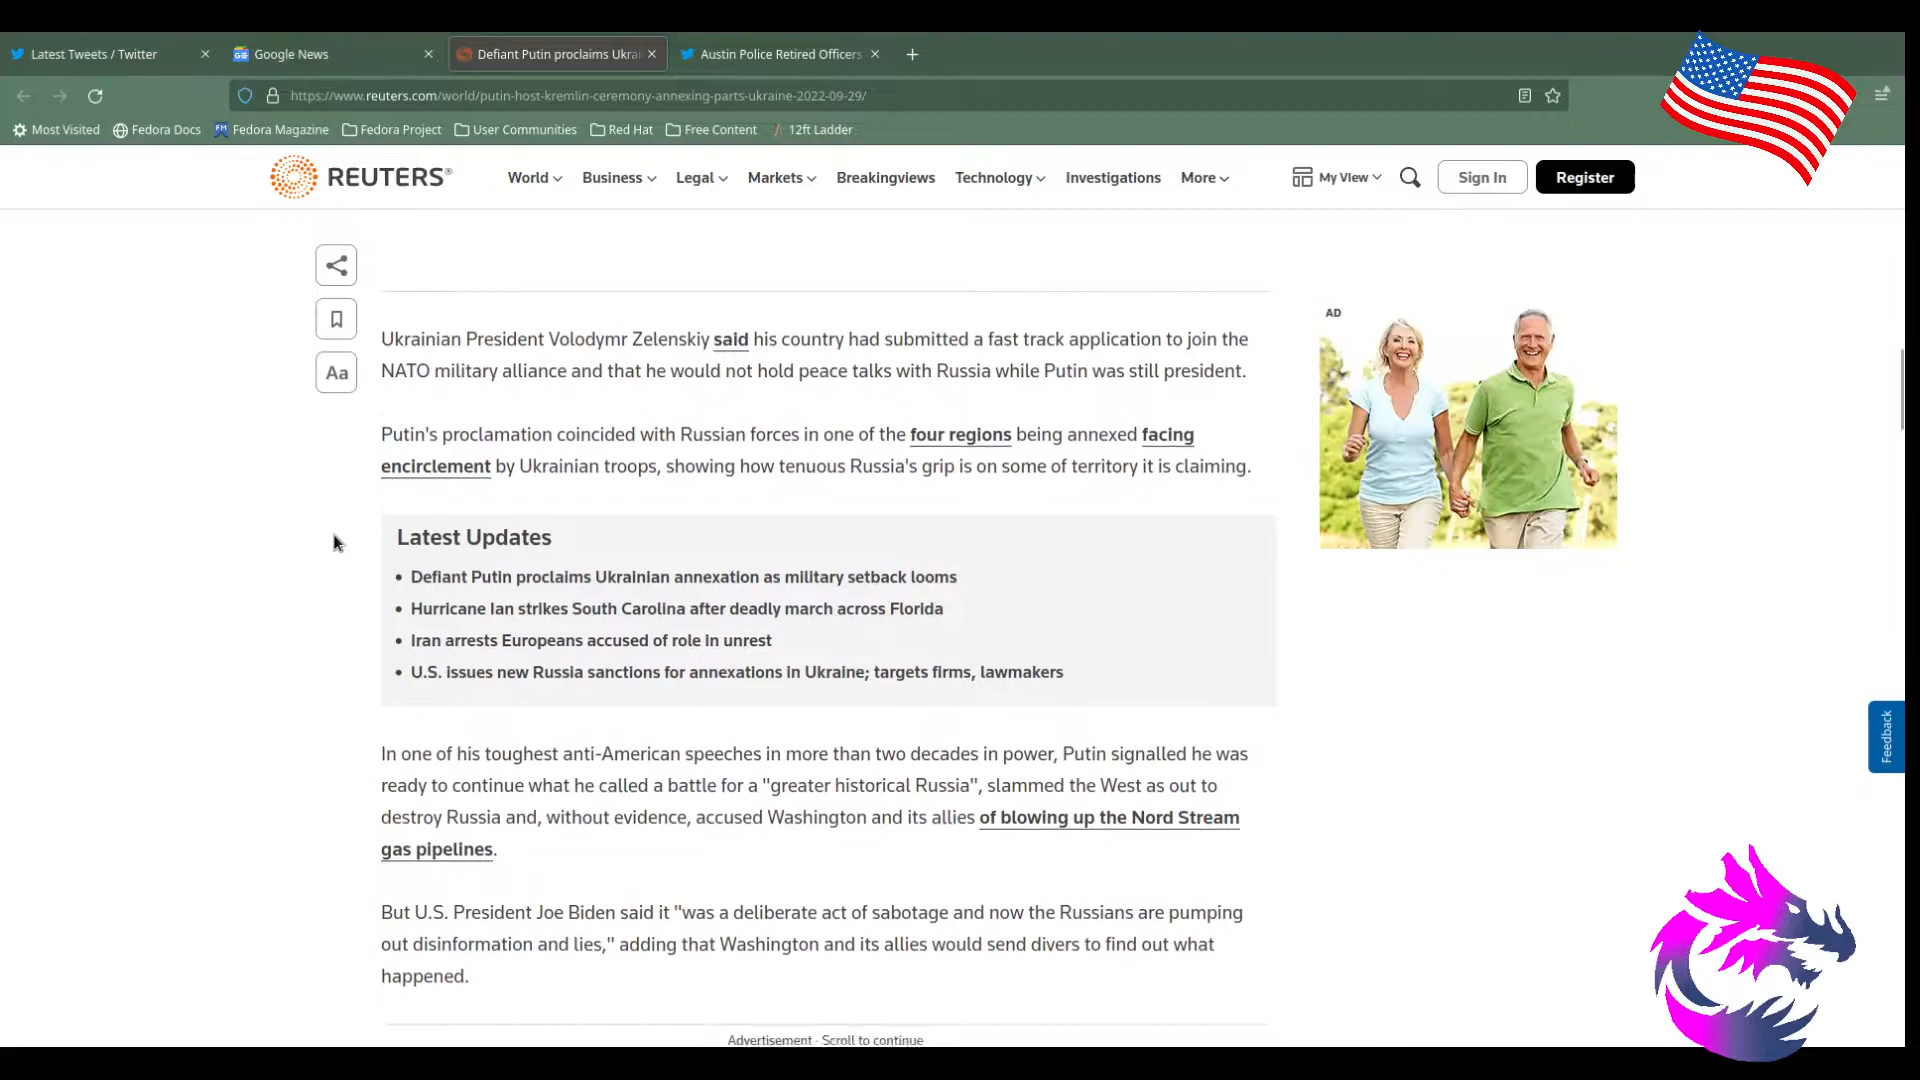 Latest Tweets / Twitter
Google News
Defiant Putin proclaims Ukrai
Austin Police Retired Officers
https://www.reuters.com/world/putin-host-kremlin-ceremony-annexing-parts-ukraine-2022-09-29/
Most Visited
Fedora Docs
Fedora Magazine
Fedora Project
User Communities
Red Hat
Free Content
12ft Ladder
REUTERS®
World
Business
Legal
Markets
Breakingviews
Technology
Investigations
More
My View
Sign In
Register
Aa
Ukrainian President Volodymr Zelenskiy said his country had submitted a fast track application to join the
NATO military alliance and that he would not hold peace talks with Russia while Putin was still president.
Putin's proclamation coincided with Russian forces in one of the four regions being annexed facing
encirclement by Ukrainian troops, showing how tenuous Russia's grip is on some of territory it is claiming.
AD
Latest Updates
• Defiant Putin proclaims Ukrainian annexation as military setback looms
• Hurricane Ian strikes South Carolina after deadly march across Florida
• Iran arrests Europeans accused of role in unrest
• U.S. issues new Russia sanctions for annexations in Ukraine; targets firms, lawmakers
Feedback
In one of his toughest anti-American speeches in more than two decades in power, Putin signalled he was
ready to continue what he called a battle for a "greater historical Russia", slammed the West as out to
destroy Russia and, without evidence, accused Washington and its allies of blowing up the Nord Stream
gas pipelines.
But U.S. President Joe Biden said it "was a deliberate act of sabotage and now the Russians are pumping
out disinformation and lies," adding that Washington and its allies would send divers to find out what
happened.
Advertisement · Scroll to continue